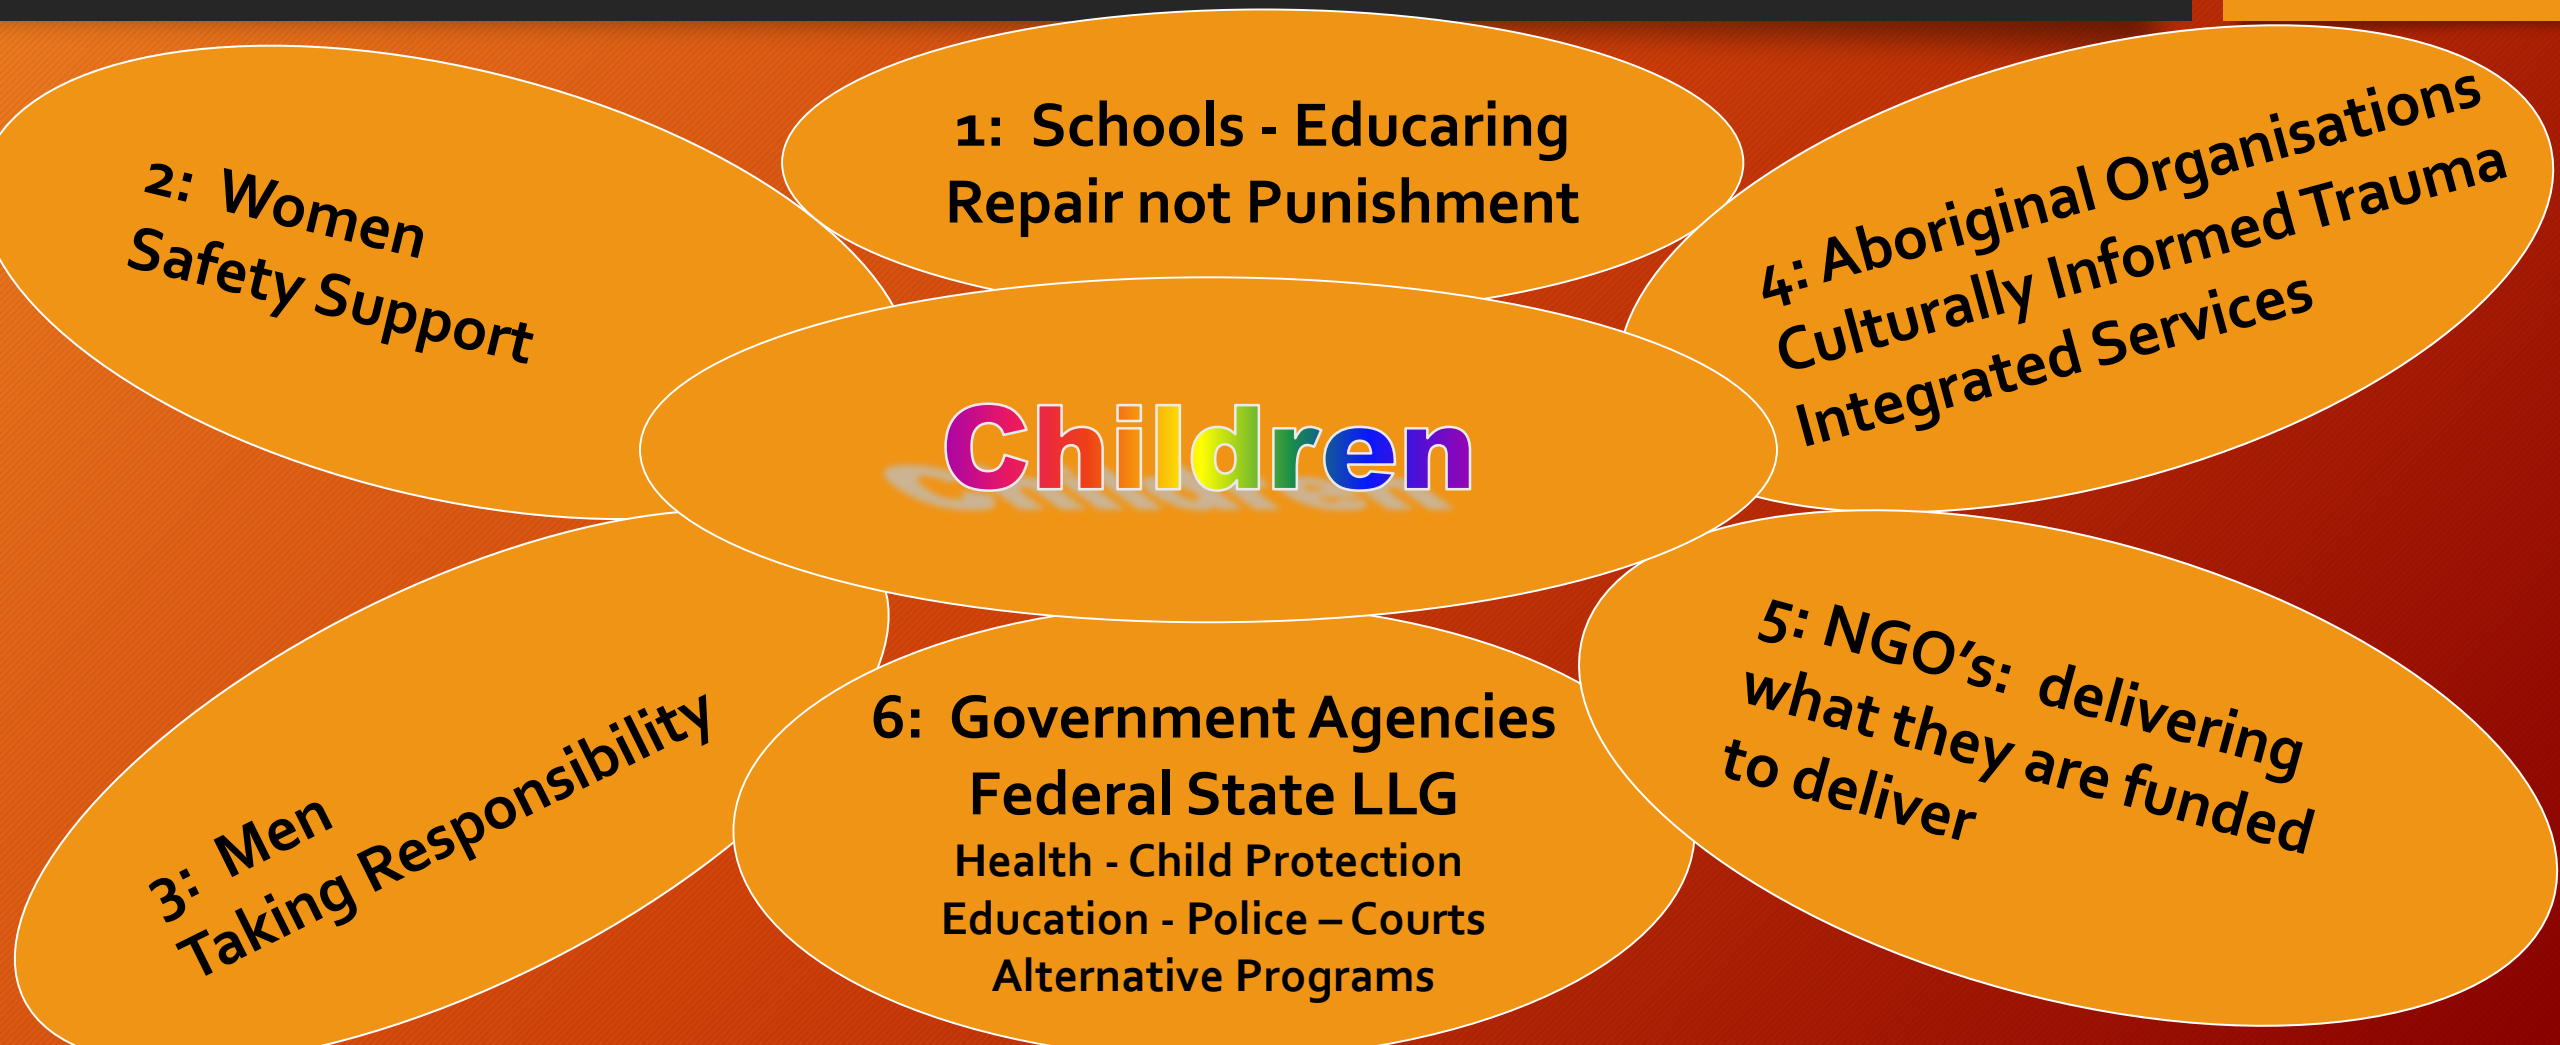 1: Schools - Educaring
Repair not Punishment
2: Women
Safety Support
4: Aboriginal Organisations
Culturally Informed Trauma
Integrated Services
Children
3: Men
Taking Responsibility
5: NGO’s: delivering
what they are funded
to deliver
6: Government Agencies
Federal State LLG
Health - Child Protection
Education - Police – Courts
Alternative Programs